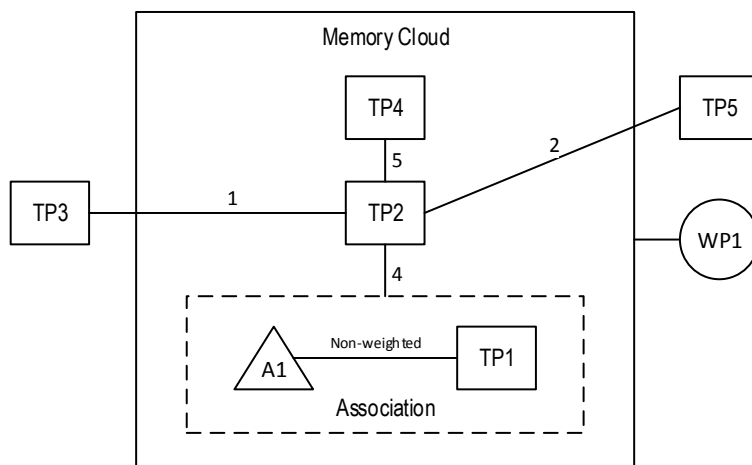 Memory Cloud
TP4
TP5
2
5
1
TP3
TP2
WP1
4
Non-weighted
A1
TP1
Association